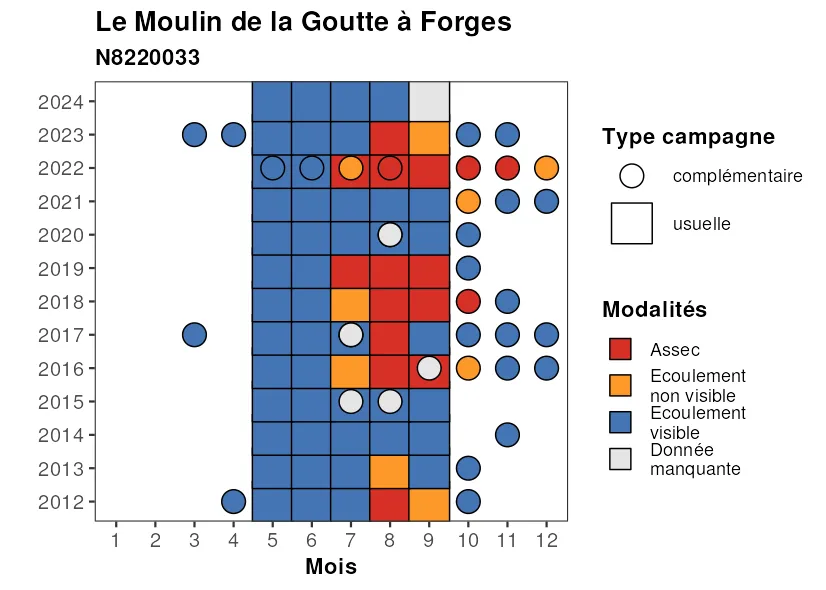 Le Moulin de la Goutte à Forges
N8220033
2024
2023
2022
2021
2020
2019
2018
2017
2016
2015
2014
2013
2012
1 2 3 4 5 6 7 8 9 10 11 12
Mois
Type campagne
complémentaire
usuelle
Modalités
Assec
Ecoulement
non visible
Ecoulement
visible
Donnée
manquante